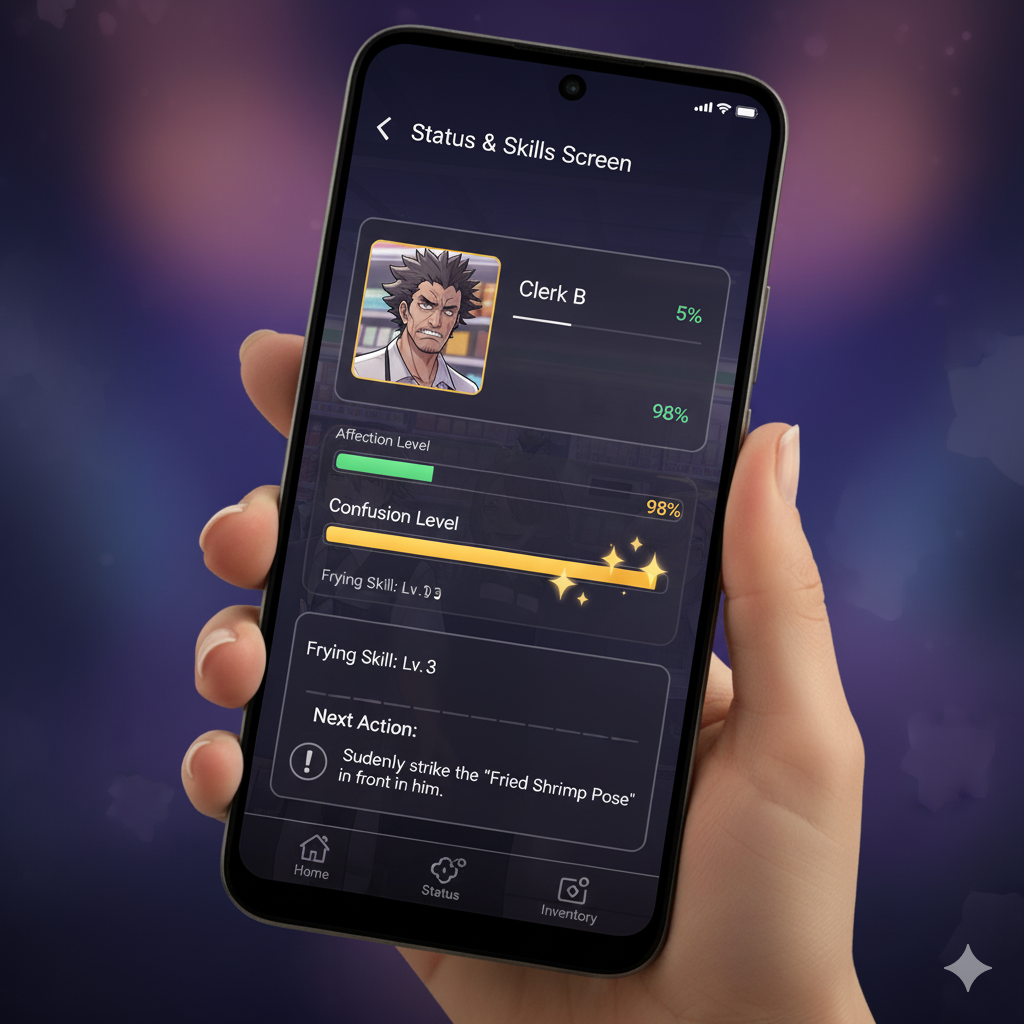 Status & Skills Screen
Clerk B
5%
98%
Affection Level
98%
Confusion Level
Frying Skill: Lv.
Frying Skill: Lv. 3
Next Action:
Sudenly strike the "Fried Shrimp Pose"
in front in him.
Home
Status
Inventory